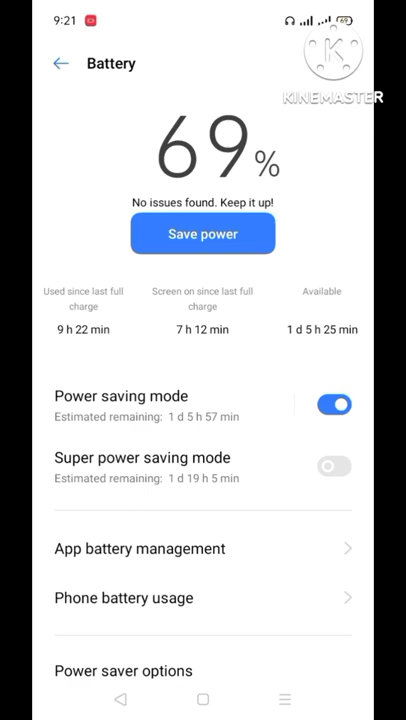 9:21
69
K
KINEMASTER
Battery
69%
No issues found. Keep it up!
Save power
Used since last full charge
Screen on since last full charge
Available
9 h 22 min
7 h 12 min
1 d 5 h 25 min
Power saving mode
Estimated remaining: 1 d 5 h 57 min
Super power saving mode
Estimated remaining: 1 d 19 h 5 min
App battery management
Phone battery usage
Power saver options